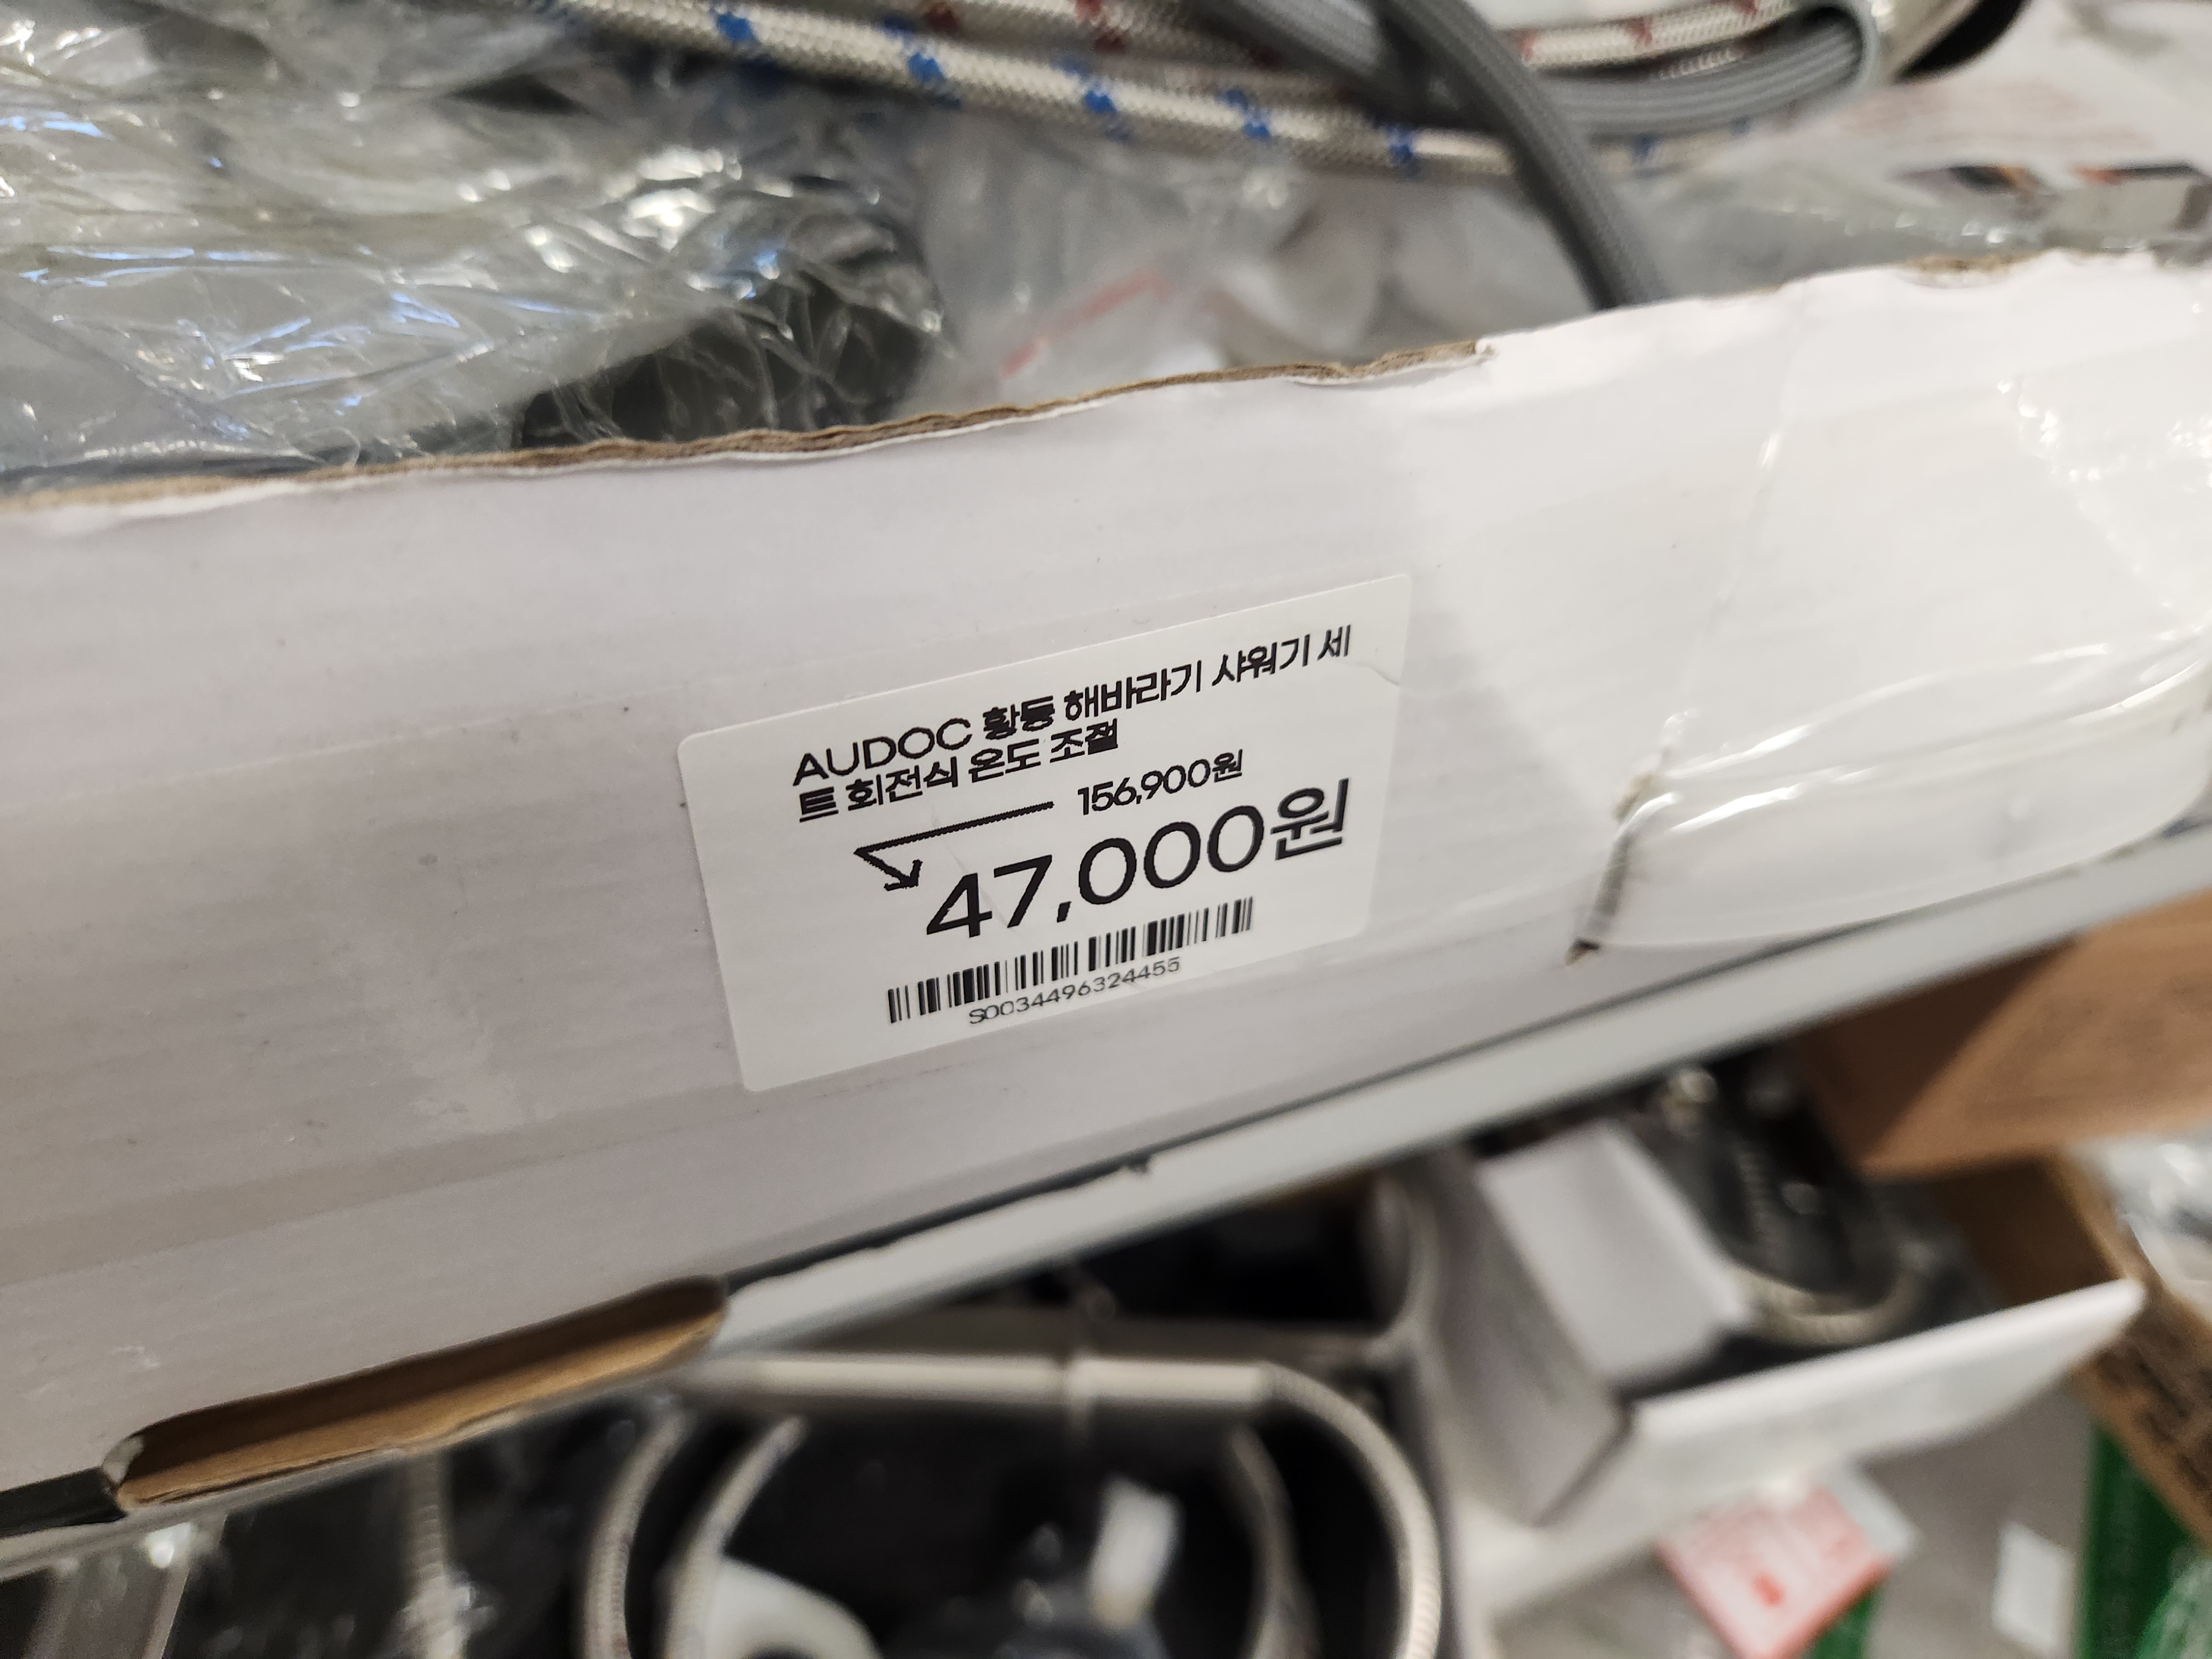 AUDOC 황동 해바라기 샤워기 세
트 회전식 온도 조절
156,900원
47,000원
S0034496324455